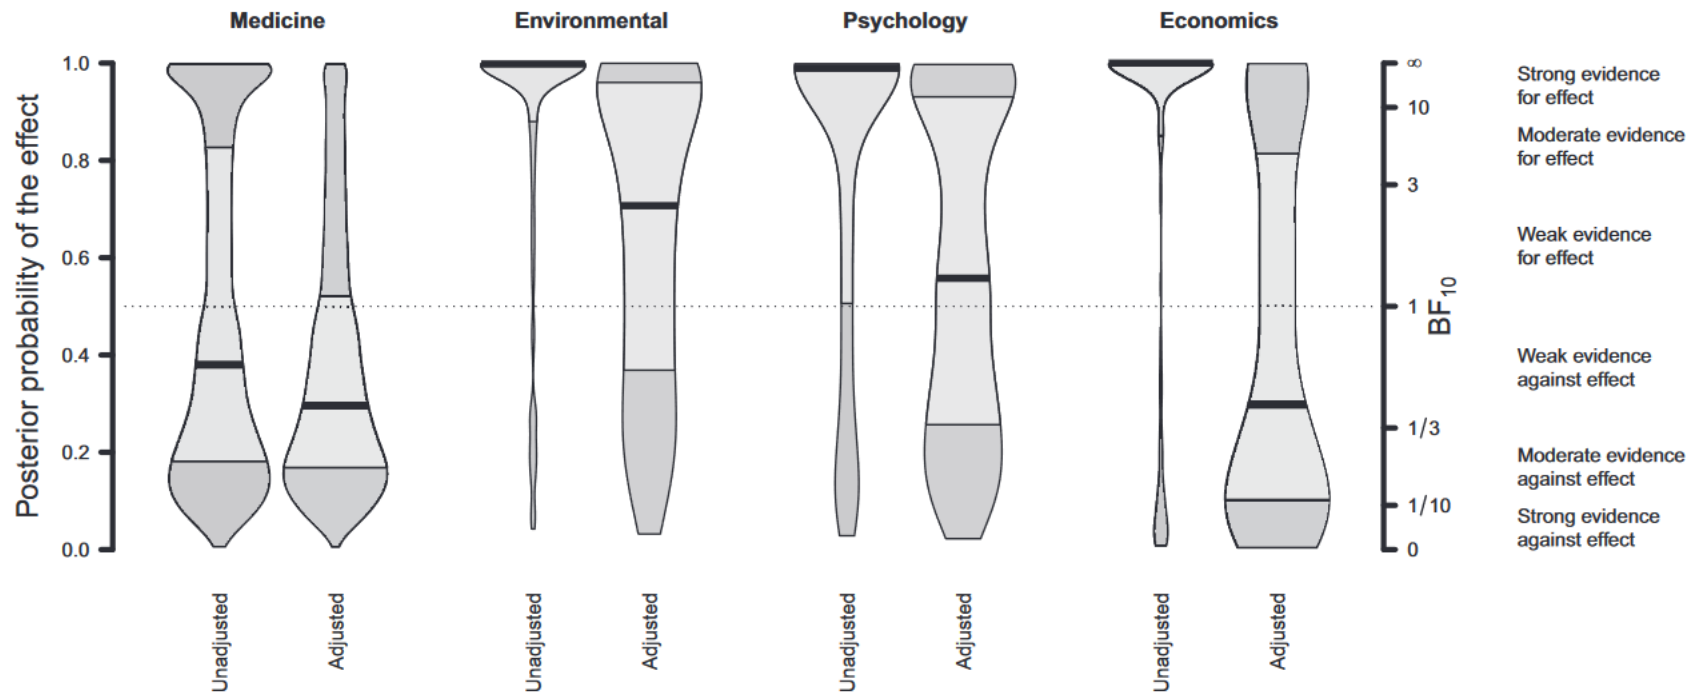 Medicine
Environmental
Psychology
Economics
Posterior probability of the effect
1.0
0.8
0.6
0.4
0.2
0.0
∞
10
3
1
1/3
1/10
0
BF10
Strong evidence
for effect
Moderate evidence
for effect
Weak evidence
for effect
Weak evidence
against effect
Moderate evidence
against effect
Strong evidence
against effect
Unadjusted
Adjusted
Unadjusted
Adjusted
Unadjusted
Adjusted
Unadjusted
Adjusted